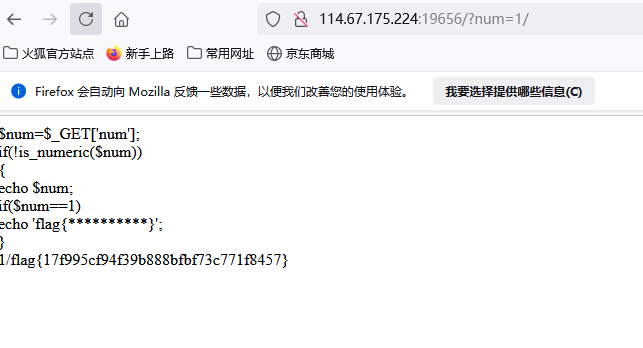 114.67.175.224:19656/?num=1/
火狐官方站点 新手上路 常用网址 京东商城
Firefox 会自动向 Mozilla 反馈一些数据，以便我们改善您的使用体验。 我要选择提供哪些信息(C)
$num=$_GET['num'];
if(!is_numeric($num))
{
echo $num;
if($num==1)
echo 'flag{**********}';
}
1/flag{17f995cf94f39b888bfbf73c771f8457}